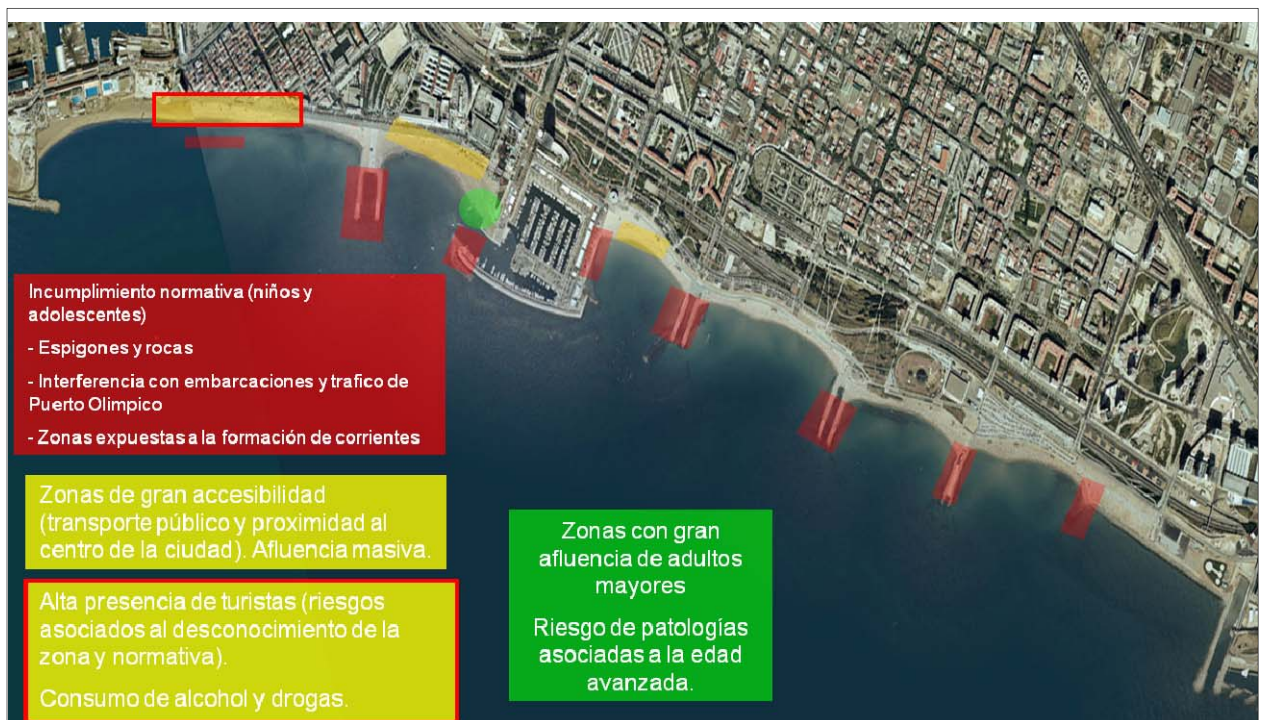 Incumplimiento normativa (niños y
adolescentes)
- Espigones y rocas
- Interferencia con embarcaciones y trafico de
Puerto Olimpico
- Zonas expuestas a la formación de corrientes
Zonas de gran accesibilidad
(transporte público y proximidad al
centro de la ciudad). Afluencia masiva.
Alta presencia de turistas (riesgos
asociados al desconocimiento de la
zona y normativa).
Consumo de alcohol y drogas.
Zonas con gran
afluencia de adultos
mayores
Riesgo de patologías
asociadas a la edad
avanzada.